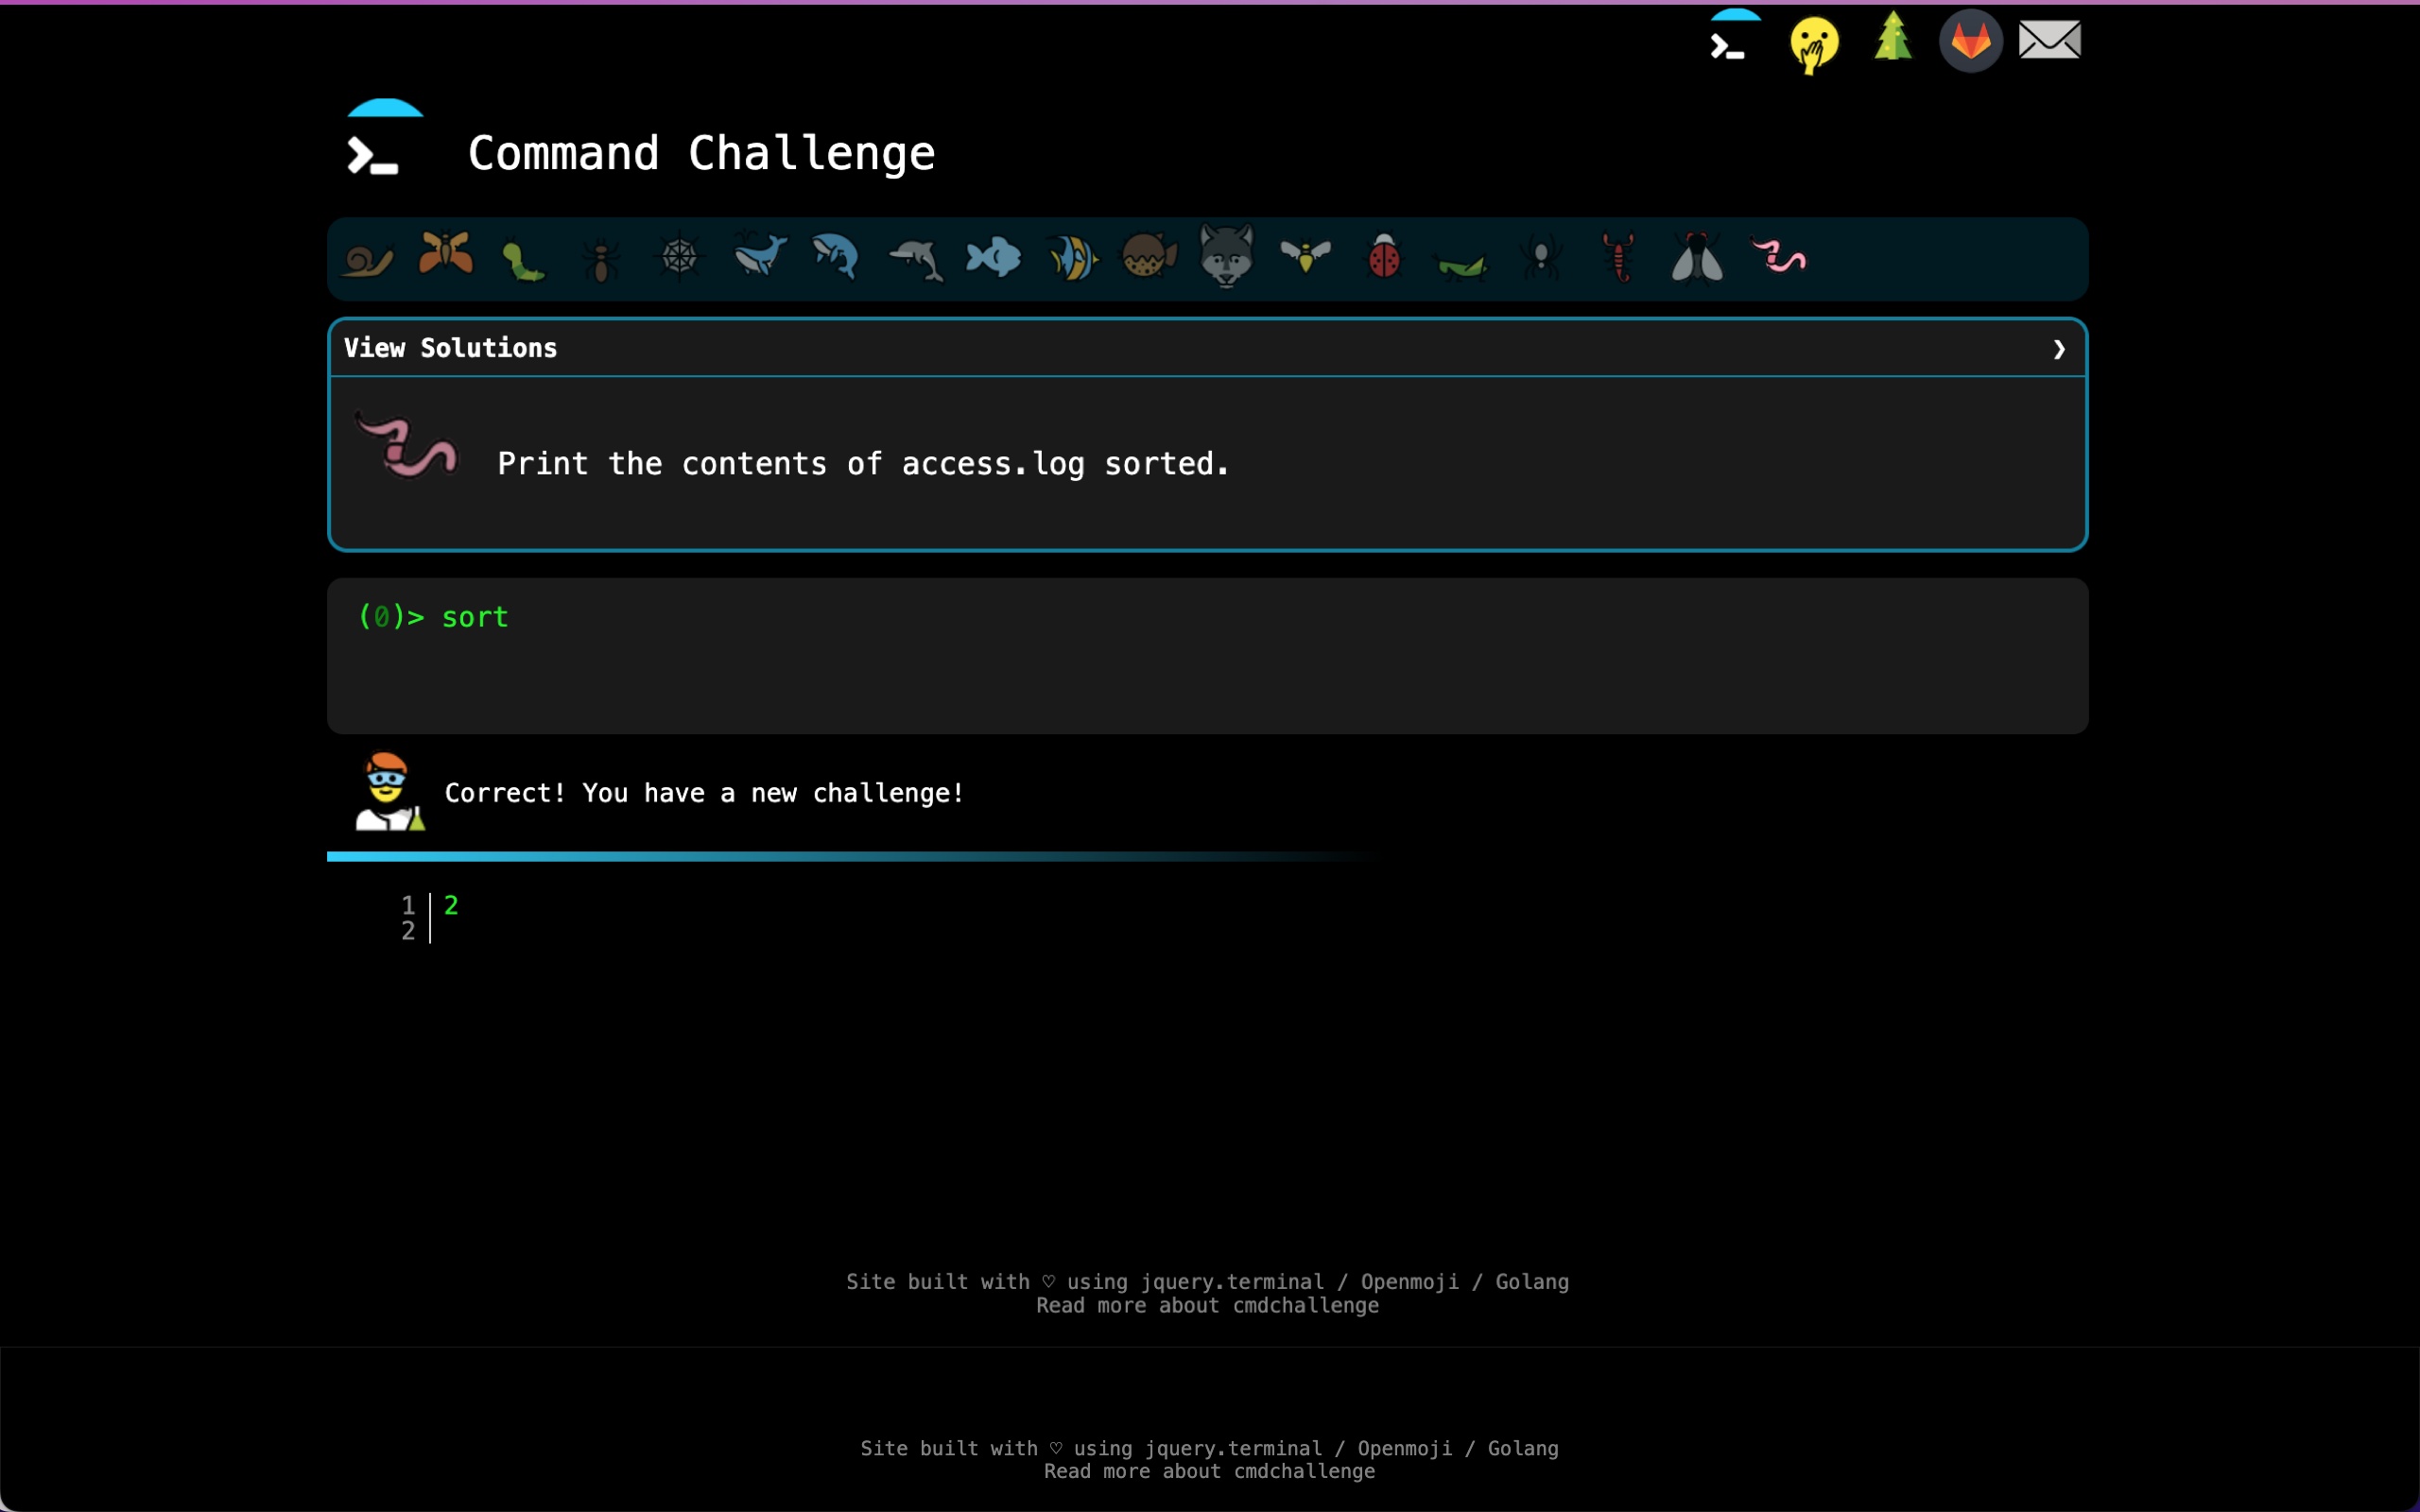 Command Challenge
View Solutions ❯
Print the contents of access.log sorted.
(0)> sort
Correct! You have a new challenge!
1 2
2
Site built with ♡ using jquery.terminal / Openmoji / Golang
Read more about cmdchallenge
Site built with ♡ using jquery.terminal / Openmoji / Golang
Read more about cmdchallenge